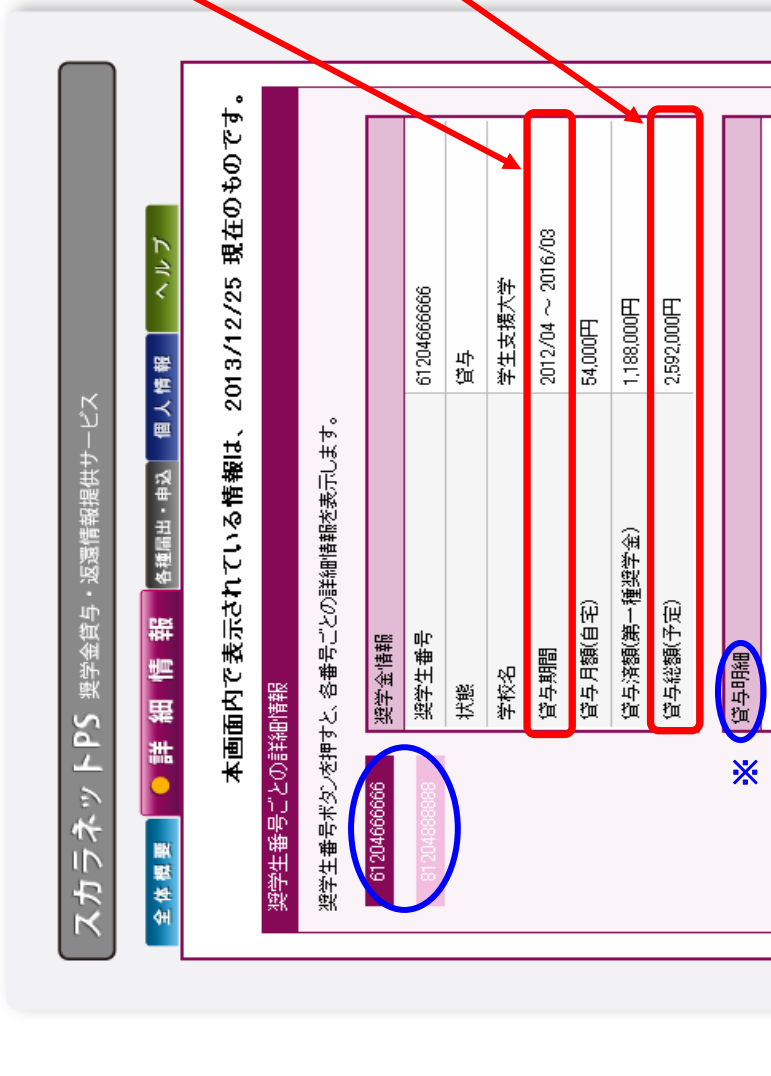 スカラネットPS 奨学金貸与・返還情報提供サービス
全体概要 ●詳細情報 各種届出・申込 個人情報 ヘルプ
本画面内で表示されている情報は、2013/12/25 現在のものです。
奨学生番号ごとの詳細情報
奨学生番号ボタンを押すと、各番号ごとの詳細情報を表示します。
61204666666
81204888888
奨学金情報
奨学生番号 61204666666
状態 貸与
学校名 学生支援大学
貸与期間 2012/04 ～ 2016/03
貸与月額(自宅) 54,000円
貸与済額(第一種奨学金) 1,188,000円
貸与総額(予定) 2,592,000円
※ 貸与明細